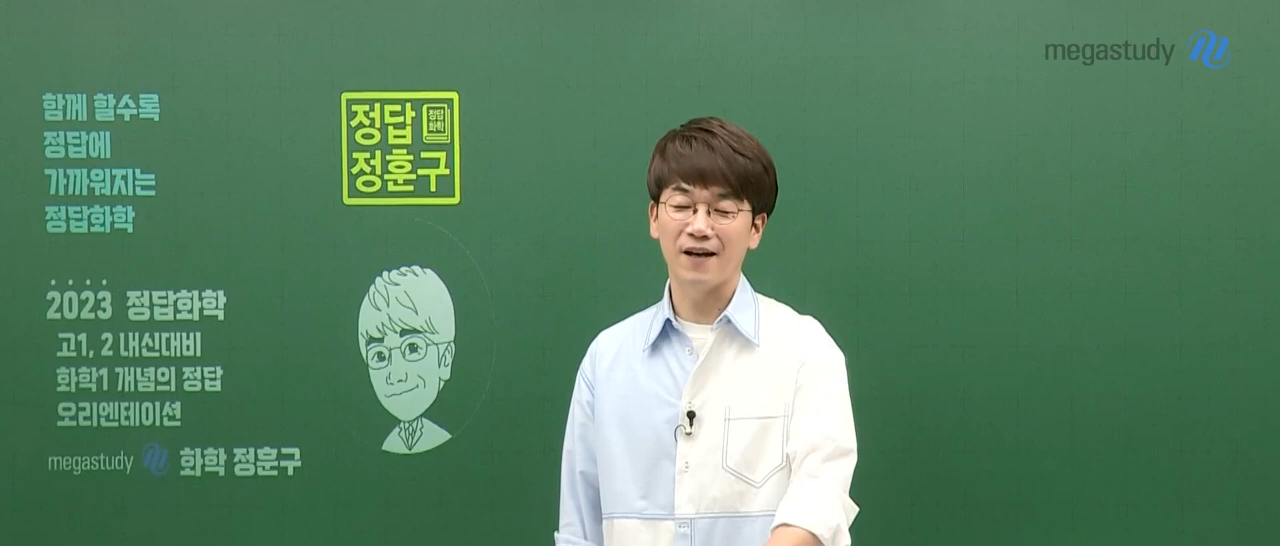 megastudy
함께 할수록
정답에
가까워지는
정답화학
정답
정답
화학
정훈구
2023 정답화학
고1, 2 내신대비
화학1 개념의 정답
오리엔테이션
megastudy 화학 정훈구